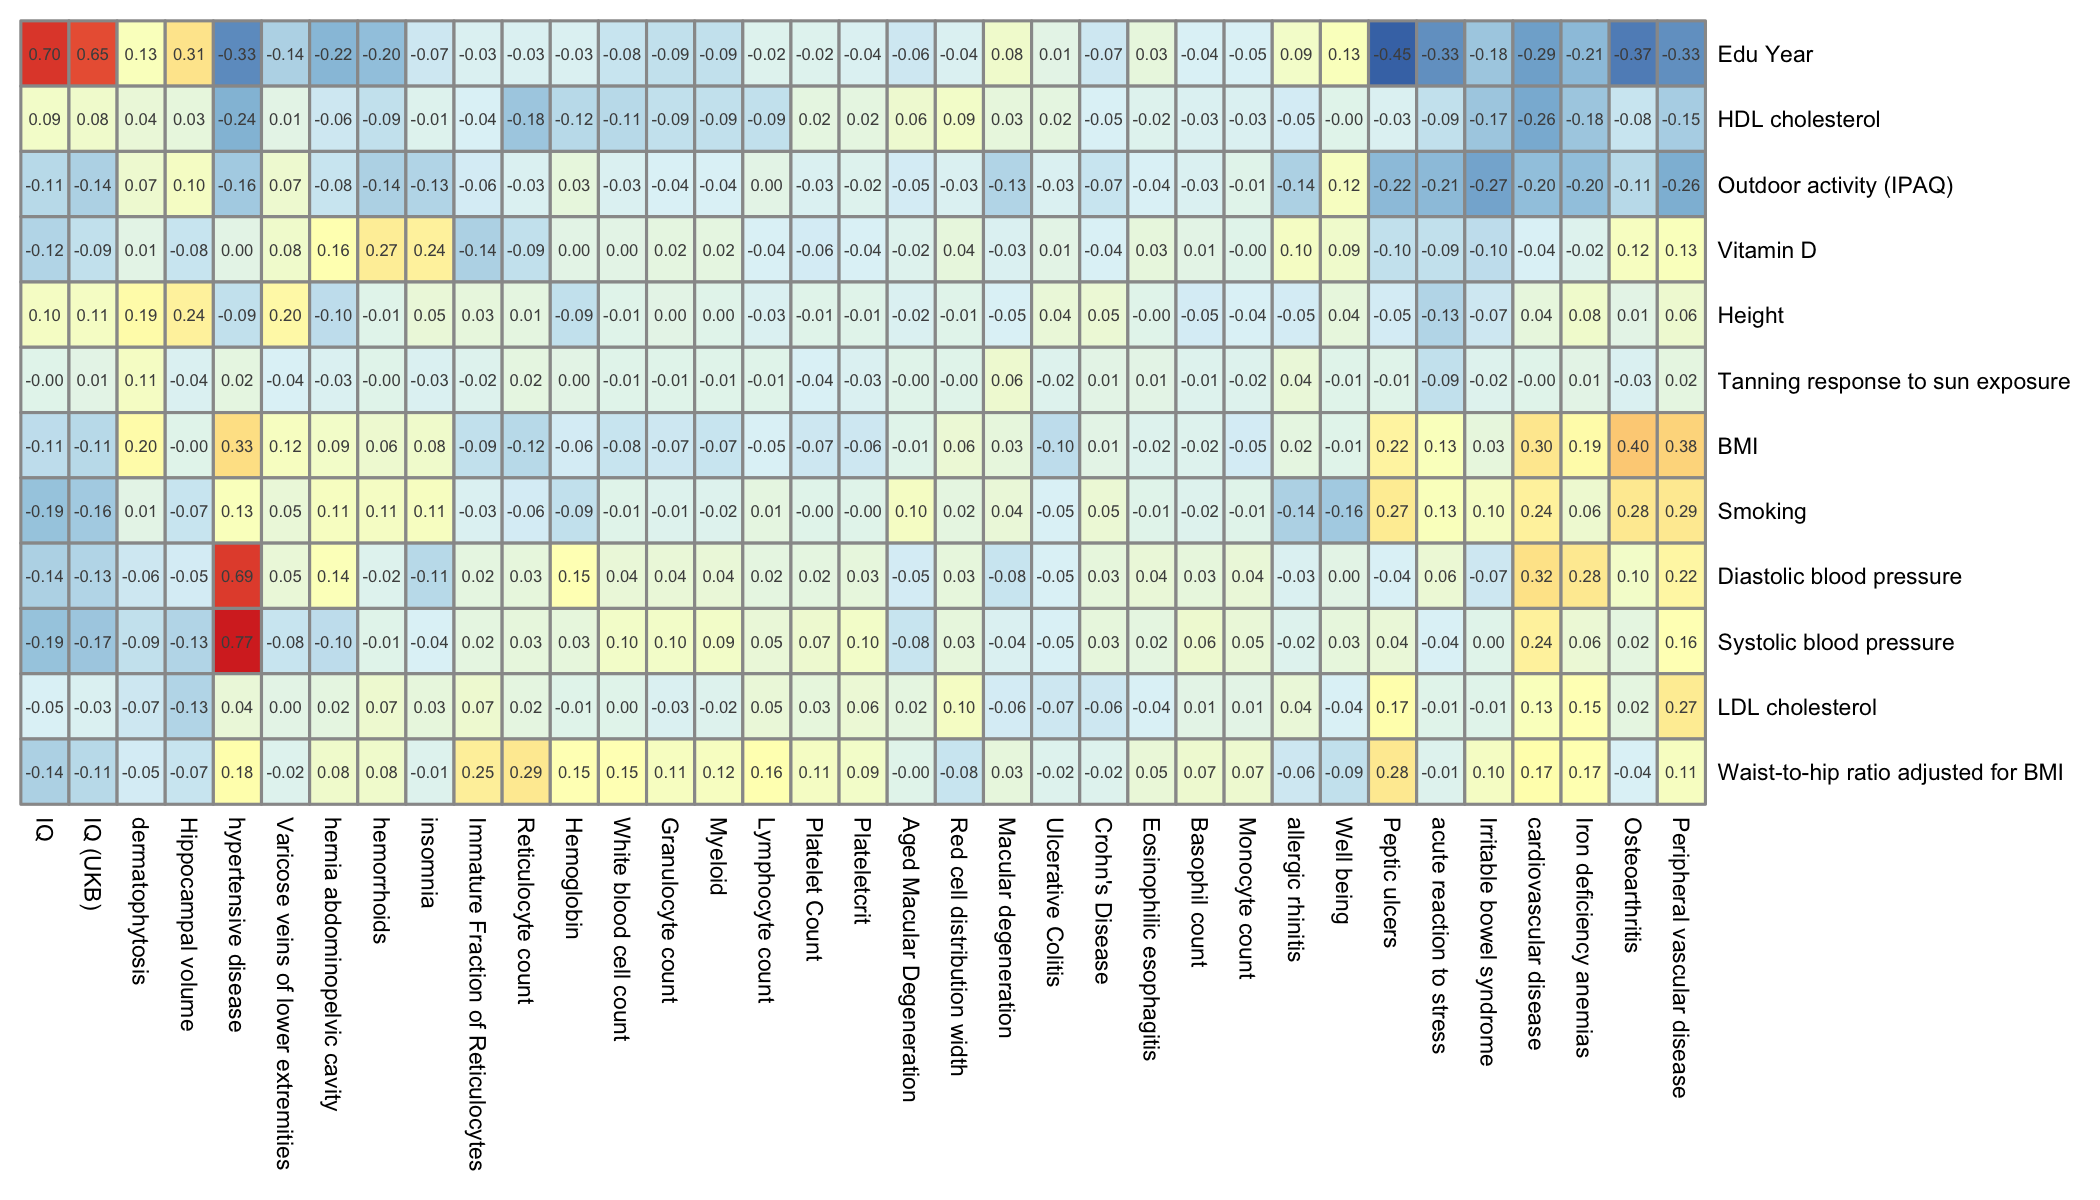 0.70 0.65 0.13 0.31 -0.33 -0.14 -0.22 -0.20 -0.07 -0.03 -0.03 -0.03 -0.08 -0.09 -0.09 -0.02 -0.02 -0.04 -0.06 -0.04 0.08 0.01 -0.07 0.03 -0.04 -0.05 0.09 0.13 -0.45 -0.33 -0.18 -0.29 -0.21 -0.37 -0.33 Edu Year
0.09 0.08 0.04 0.03 -0.24 0.01 -0.06 -0.09 -0.01 -0.04 -0.18 -0.12 -0.11 -0.09 -0.09 -0.09 0.02 0.02 0.06 0.09 0.03 0.02 -0.05 -0.02 -0.03 -0.03 -0.05 -0.00 -0.03 -0.09 -0.17 -0.26 -0.18 -0.08 -0.15 HDL cholesterol
-0.11 -0.14 0.07 0.10 -0.16 0.07 -0.08 -0.14 -0.13 -0.06 -0.03 0.03 -0.03 -0.04 -0.04 0.00 -0.03 -0.02 -0.05 -0.03 -0.13 -0.03 -0.07 -0.04 -0.03 -0.01 -0.14 0.12 -0.22 -0.21 -0.27 -0.20 -0.20 -0.11 -0.26 Outdoor activity (IPAQ)
-0.12 -0.09 0.01 -0.08 0.00 0.08 0.16 0.27 0.24 -0.14 -0.09 0.00 0.00 0.02 0.02 -0.04 -0.06 -0.04 -0.02 0.04 -0.03 0.01 -0.04 0.03 0.01 -0.00 0.10 0.09 -0.10 -0.09 -0.10 -0.04 -0.02 0.12 0.13 Vitamin D
0.10 0.11 0.19 0.24 -0.09 0.20 -0.10 -0.01 0.05 0.03 0.01 -0.09 -0.01 0.00 0.00 -0.03 -0.01 -0.01 -0.02 -0.01 -0.05 0.04 0.05 -0.00 -0.05 -0.04 -0.05 0.04 -0.05 -0.13 -0.07 0.04 0.08 0.01 0.06 Height
-0.00 0.01 0.11 -0.04 0.02 -0.04 -0.03 -0.00 -0.03 -0.02 0.02 0.00 -0.01 -0.01 -0.01 -0.01 -0.04 -0.03 -0.00 -0.00 0.06 -0.02 0.01 0.01 -0.01 -0.02 0.04 -0.01 -0.01 -0.09 -0.02 -0.00 0.01 -0.03 0.02 Tanning response to sun exposure
-0.11 -0.11 0.20 -0.00 0.33 0.12 0.09 0.06 0.08 -0.09 -0.12 -0.06 -0.08 -0.07 -0.07 -0.05 -0.07 -0.06 -0.01 0.06 0.03 -0.10 0.01 -0.02 -0.02 -0.05 0.02 -0.01 0.22 0.13 0.03 0.30 0.19 0.40 0.38 BMI
-0.19 -0.16 0.01 -0.07 0.13 0.05 0.11 0.11 0.11 -0.03 -0.06 -0.09 -0.01 -0.01 -0.02 0.01 -0.00 -0.00 0.10 0.02 0.04 -0.05 0.05 -0.01 -0.02 -0.01 -0.14 -0.16 0.27 0.13 0.10 0.24 0.06 0.28 0.29 Smoking
-0.14 -0.13 -0.06 -0.05 0.69 0.05 0.14 -0.02 -0.11 0.02 0.03 0.15 0.04 0.04 0.04 0.02 0.02 0.03 -0.05 0.03 -0.08 -0.05 0.03 0.04 0.03 0.04 -0.03 0.00 -0.04 0.06 -0.07 0.32 0.28 0.10 0.22 Diastolic blood pressure
-0.19 -0.17 -0.09 -0.13 0.77 -0.08 -0.10 -0.01 -0.04 0.02 0.03 0.03 0.10 0.10 0.09 0.05 0.07 0.10 -0.08 0.03 -0.04 -0.05 0.03 0.02 0.06 0.05 -0.02 0.03 0.04 -0.04 0.00 0.24 0.06 0.02 0.16 Systolic blood pressure
-0.05 -0.03 -0.07 -0.13 0.04 0.00 0.02 0.07 0.03 0.07 0.02 -0.01 0.00 -0.03 -0.02 0.05 0.03 0.06 0.02 0.10 -0.06 -0.07 -0.06 -0.04 0.01 0.01 0.04 -0.04 0.17 -0.01 -0.01 0.13 0.15 0.02 0.27 LDL cholesterol
-0.14 -0.11 -0.05 -0.07 0.18 -0.02 0.08 0.08 -0.01 0.25 0.29 0.15 0.15 0.11 0.12 0.16 0.11 0.09 -0.00 -0.08 0.03 -0.02 -0.02 0.05 0.07 0.07 -0.06 -0.09 0.28 -0.01 0.10 0.17 0.17 -0.04 0.11 Waist-to-hip ratio adjusted for BMI
IQ
IQ (UKB)
dermatophytosis
Hippocampal volume
hypertensive disease
Varicose veins of lower extremities
hernia abdominopelvic cavity
hemorrhoids
insomnia
Immature Fraction of Reticulocytes
Reticulocyte count
Hemoglobin
White blood cell count
Granulocyte count
Myeloid
Lymphocyte count
Platelet Count
Plateletcrit
Aged Macular Degeneration
Red cell distribution width
Macular degeneration
Ulcerative Colitis
Crohn's Disease
Eosinophilic esophagitis
Basophil count
Monocyte count
allergic rhinitis
Well being
Peptic ulcers
acute reaction to stress
Irritable bowel syndrome
cardiovascular disease
Iron deficiency anemias
Osteoarthritis
Peripheral vascular disease